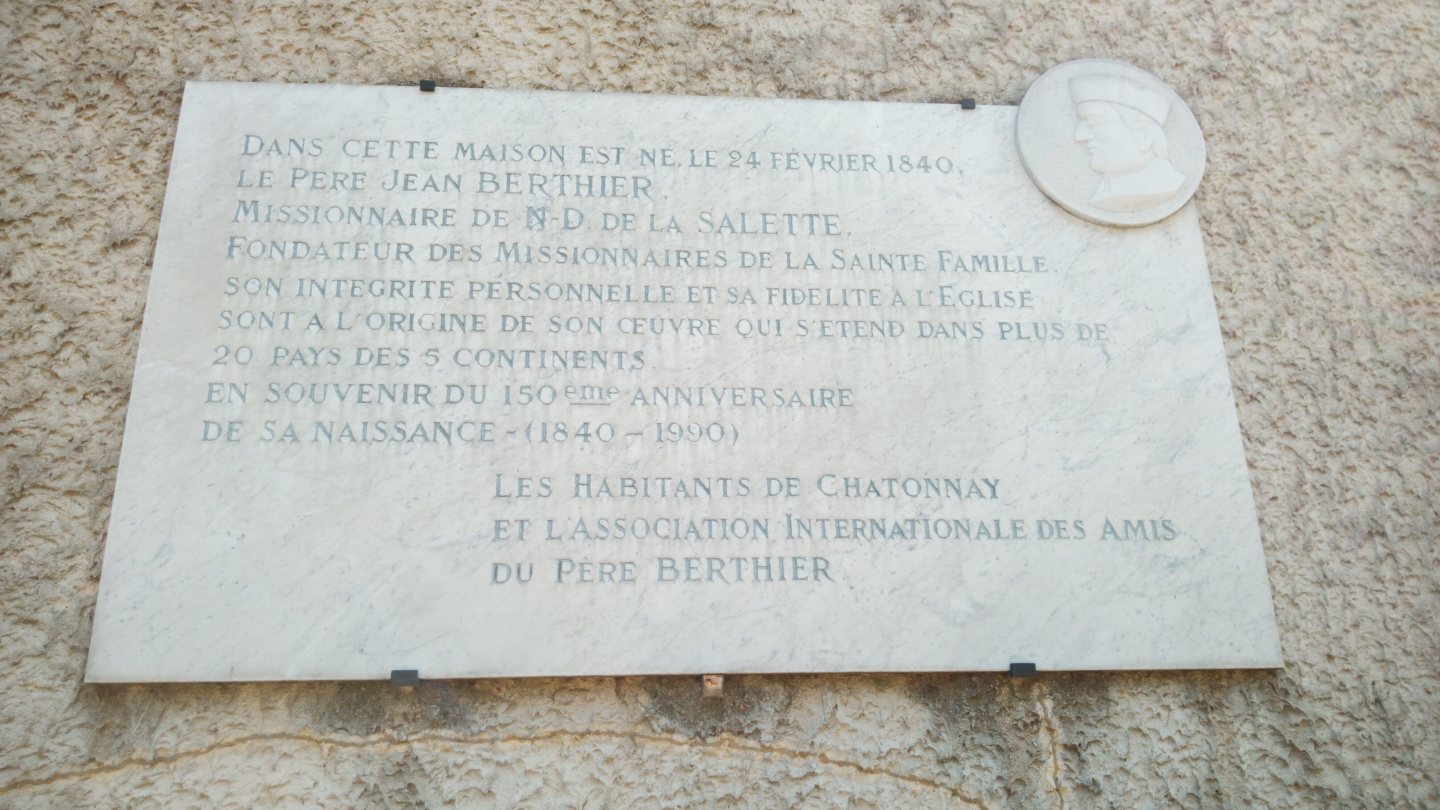 DANS CETTE MAISON EST NÉ, LE 24 FÉVRIER 1840,
LE PÈRE JEAN BERTHIER
MISSIONNAIRE DE N-D. DE LA SALETTE,
FONDATEUR DES MISSIONNAIRES DE LA SAINTE FAMILLE.
SON INTEGRITE PERSONNELLE ET SA FIDELITE A L'EGLISE
SONT A L'ORIGINE DE SON ŒUVRE QUI S'ETEND DANS PLUS DE
20 PAYS DES 5 CONTINENTS.
EN SOUVENIR DU 150eme ANNIVERSAIRE
DE SA NAISSANCE - (1840 - 1990)
LES HABITANTS DE CHATONNAY
ET L'ASSOCIATION INTERNATIONALE DES AMIS
DU PÈRE BERTHIER